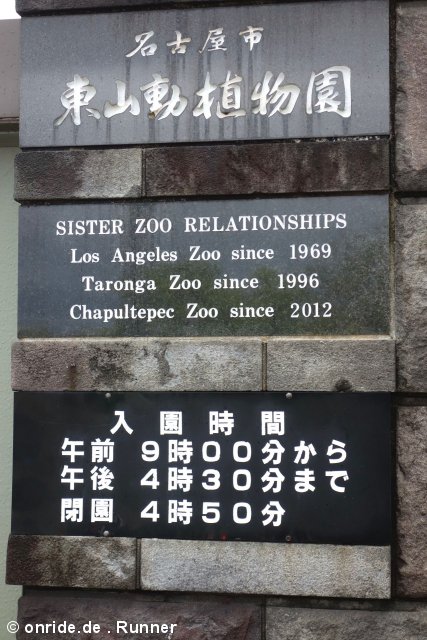 名古屋市
東山動植物園
SISTER ZOO RELATIONSHIPS
Los Angeles Zoo since 1969
Taronga Zoo since 1996
Chapultepec Zoo since 2012
入園時間
午前 9時00分から
午後 4時30分まで
閉園 4時50分
© onride.de . Runner